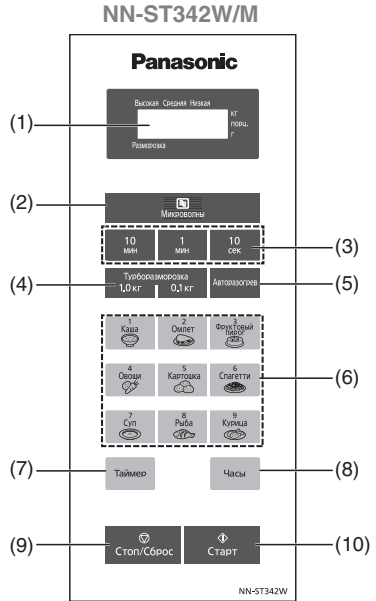 NN-ST342W/M
Panasonic
Высокая Средняя Низкая
кг
порц.
г
Разморозка
(1)
(2)
Микроволны
10 мин
1 мин
10 сек
(3)
(4)
Турборазморозка
1.0 кг 0.1 кг
Авторазогрев
(5)
1 Каша
2 Омлет
3 Фруктовый пирог
4 Овощи
5 Картошка
6 Спагетти
(6)
7 Суп
8 Рыба
9 Курица
(7)
Таймер
Часы
(8)
(9)
Стоп/Сброс
Старт
(10)
NN-ST342W